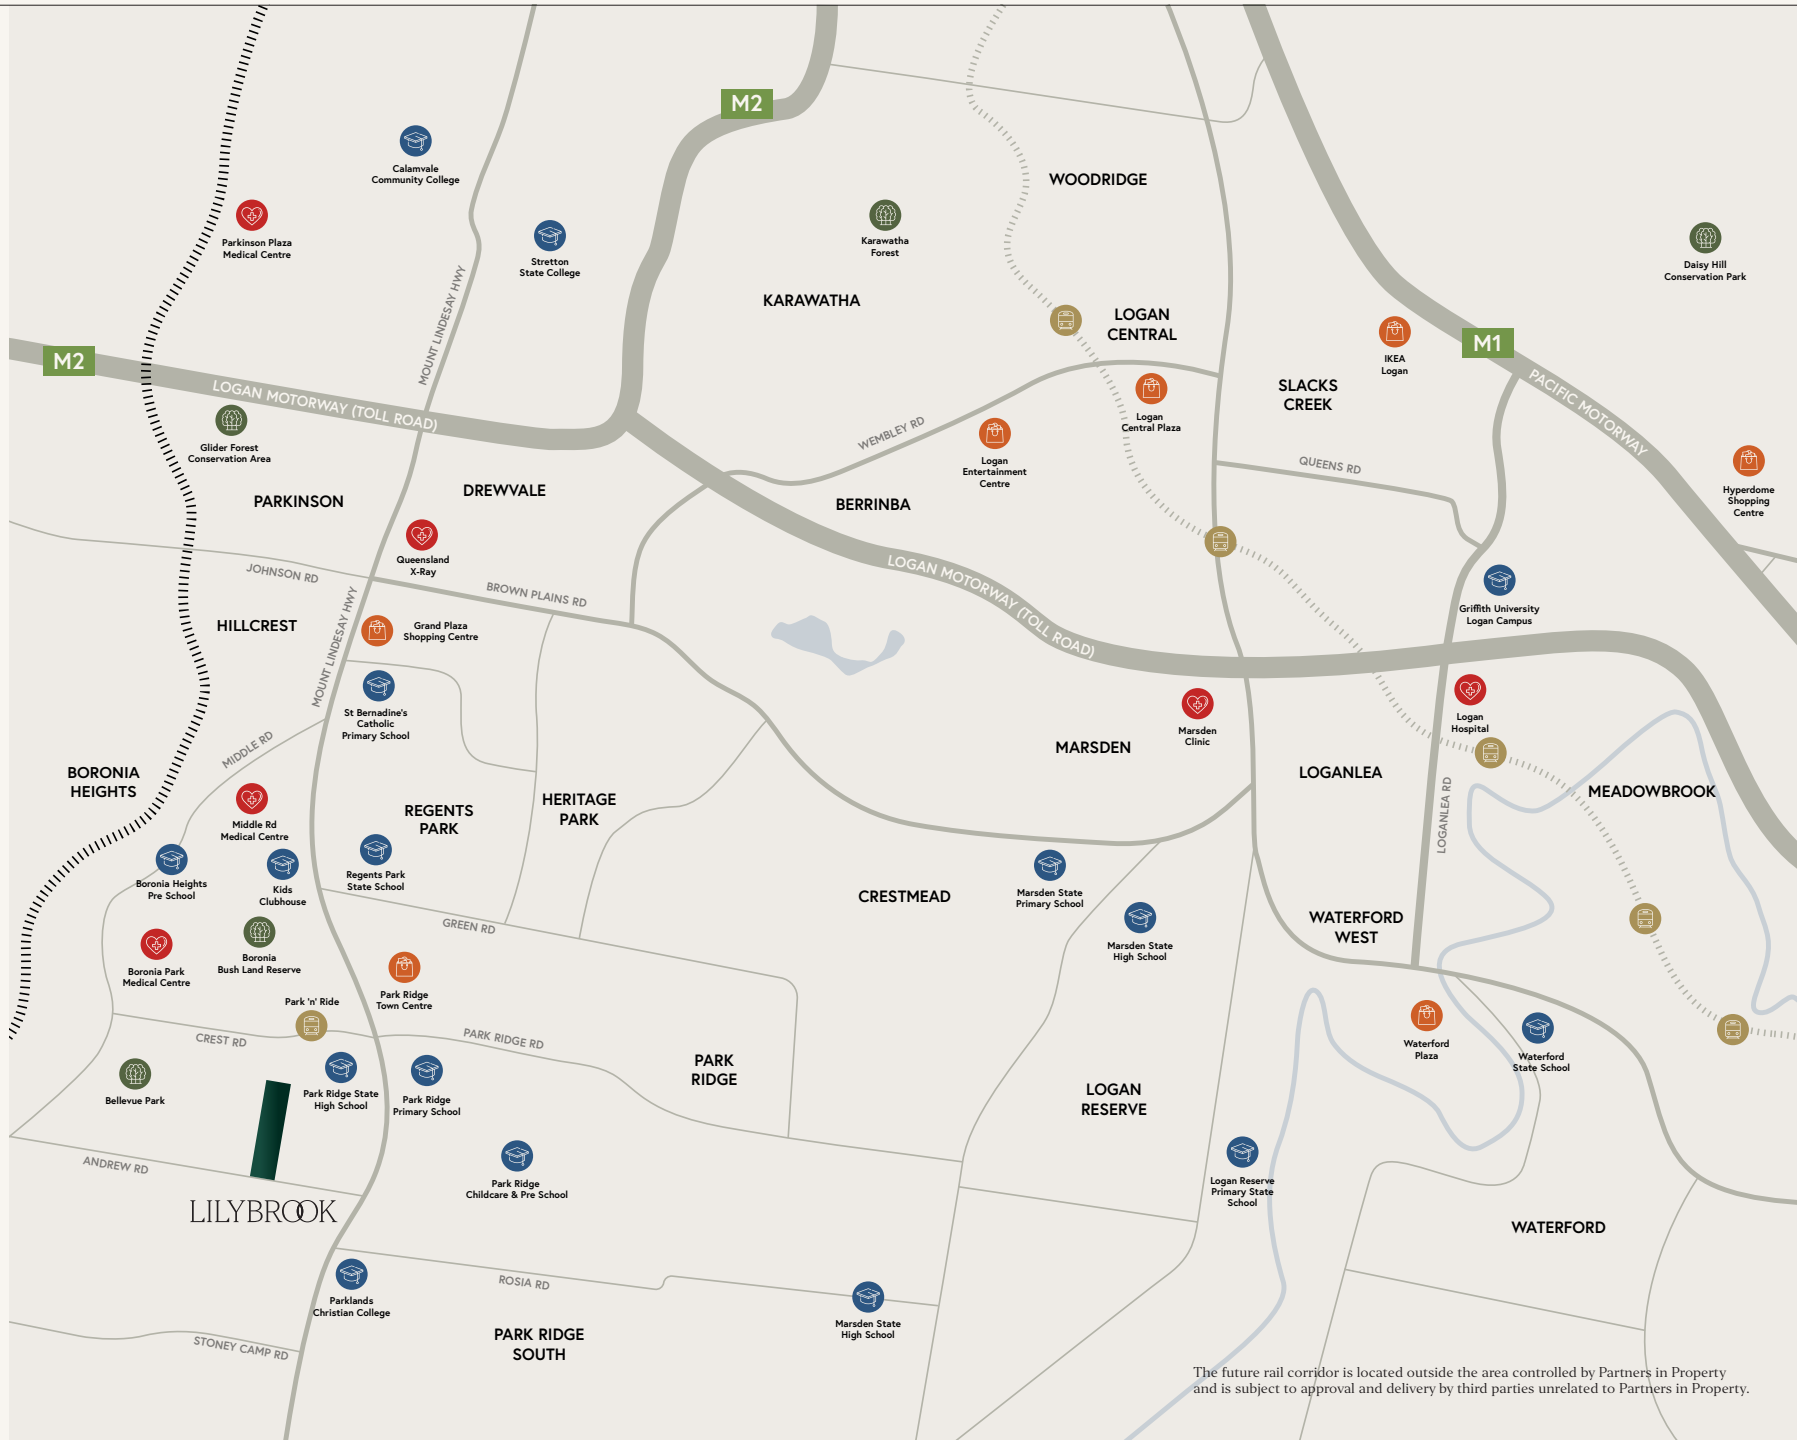 M2
Calamvale
Community College
WOODRIDGE
Parkinson Plaza
Medical Centre
Stretton
State College
Karawatha
Forest
Daisy Hill
Conservation Park
MOUNT LINDESAY HWY
KARAWATHA
LOGAN
CENTRAL
M1
M2
IKEA
Logan
LOGAN MOTORWAY (TOLL ROAD)
PACIFIC MOTORWAY
SLACKS
CREEK
Logan
Central Plaza
WEMBLEY RD
Glider Forest
Conservation Area
Logan
Entertainment
Centre
QUEENS RD
Hyperdome
Shopping
Centre
PARKINSON
DREWVALE
BERRINBA
Queensland
X-Ray
JOHNSON RD
BROWN PLAINS RD
LOGAN MOTORWAY (TOLL ROAD)
Griffith University
Logan Campus
HILLCREST
MOUNT LINDESAY HWY
Grand Plaza
Shopping Centre
St Bernadine's
Catholic
Primary School
Logan
Hospital
Marsden
Clinic
MIDDLE RD
MARSDEN
LOGANLEA
BORONIA
HEIGHTS
MEADOWBROOK
LOGANLEA RD
REGENTS
PARK
HERITAGE
PARK
Middle Rd
Medical Centre
Boronia Heights
Pre School
Kids
Clubhouse
Regents Park
State School
CRESTMEAD
Marsden State
Primary School
GREEN RD
WATERFORD
WEST
Marsden State
High School
Boronia Park
Medical Centre
Boronia
Bush Land Reserve
Park Ridge
Town Centre
Park 'n' Ride
CREST RD
PARK RIDGE RD
Waterford
Plaza
Waterford
State School
PARK
RIDGE
Bellevue Park
Park Ridge State
High School
Park Ridge
Primary School
LOGAN
RESERVE
ANDREW RD
Park Ridge
Childcare & Pre School
Logan Reserve
Primary State
School
LILYBROOK
WATERFORD
ROSIA RD
Parklands
Christian College
Marsden State
High School
STONEY CAMP RD
PARK RIDGE
SOUTH
The future rail corridor is located outside the area controlled by Partners in Property
and is subject to approval and delivery by third parties unrelated to Partners in Property.